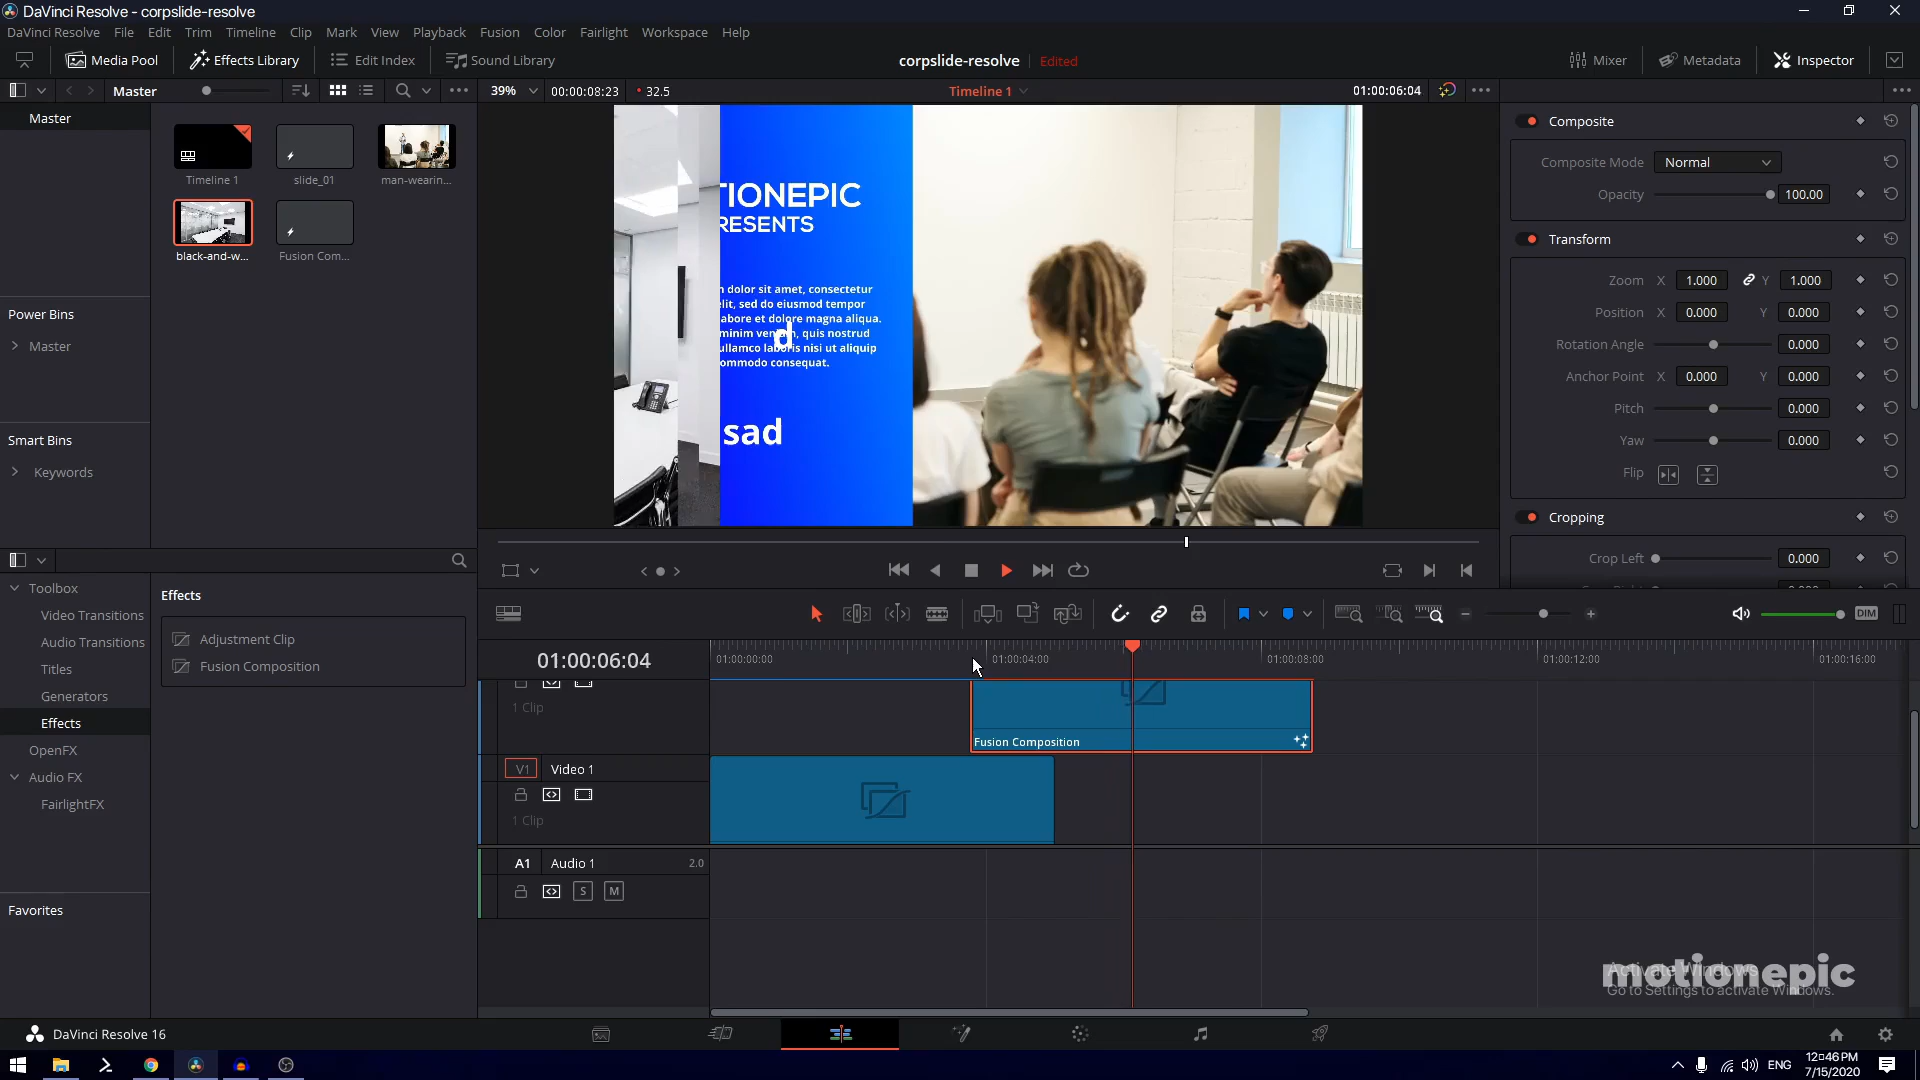 DaVinci Resolve - corpslide-resolve
DaVinci Resolve File Edit Trim Timeline Clip Mark View Playback Fusion Color Fairlight Workspace Help
Media Pool Effects Library Edit Index Sound Library corpslide-resolve Edited Mixer Metadata Inspector
Master 39% 00:00:08:23 32.5 Timeline 1 01:00:06:04
Master
Timeline 1 slide_01 man-wearin...
black-and-w... Fusion Com...
Power Bins
Master
Smart Bins
Keywords
TIONEPIC
RESENTS
dolor sit amet, consectetur
elit, sed do eiusmod tempor
labore et dolore magna aliqua.
minim veniam, quis nostrud
ullamco laboris nisi ut aliquip
ommodo consequat.
d
sad
Composite
Composite Mode Normal
Opacity 100.00
Transform
Zoom X 1.000 Y 1.000
Position X 0.000 Y 0.000
Rotation Angle 0.000
Anchor Point X 0.000 Y 0.000
Pitch 0.000
Yaw 0.000
Flip
Cropping
Crop Left 0.000
Toolbox
Video Transitions
Audio Transitions
Titles
Generators
Effects
OpenFX
Audio FX
FairlightFX
Favorites
Effects
Adjustment Clip
Fusion Composition
DIM
01:00:06:04
01:00:00:00 01:00:04:00 01:00:08:00 01:00:12:00 01:00:16:00
1 Clip
Fusion Composition
V1 Video 1
1 Clip
A1 Audio 1 2.0
S M
motionepic
Activate Windows
Go to Settings to activate Windows.
DaVinci Resolve 16
ENG
12:46 PM
7/15/2020